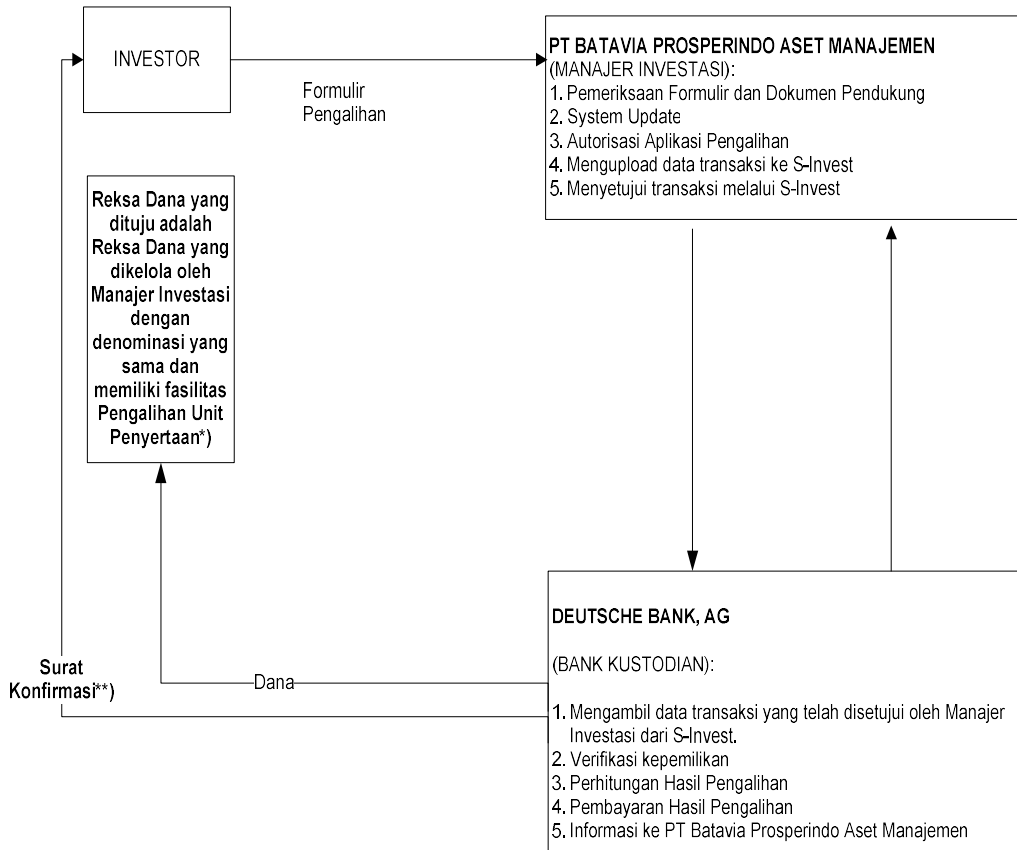 INVESTOR
Formulir
Pengalihan
PT BATAVIA PROSPERINDO ASET MANAJEMEN
(MANAJER INVESTASI):
1. Pemeriksaan Formulir dan Dokumen Pendukung
2. System Update
3. Autorisasi Aplikasi Pengalihan
4. Mengupload data transaksi ke S-Invest
5. Menyetujui transaksi melalui S-Invest
Reksa Dana yang
dituju adalah
Reksa Dana yang
dikelola oleh
Manajer Investasi
dengan
denominasi yang
sama dan
memiliki fasilitas
Pengalihan Unit
Penyertaan*)
Surat
Konfirmasi**)
Dana
DEUTSCHE BANK, AG
(BANK KUSTODIAN):
1. Mengambil data transaksi yang telah disetujui oleh Manajer
Investasi dari S-Invest.
2. Verifikasi kepemilikan
3. Perhitungan Hasil Pengalihan
4. Pembayaran Hasil Pengalihan
5. Informasi ke PT Batavia Prosperindo Aset Manajemen